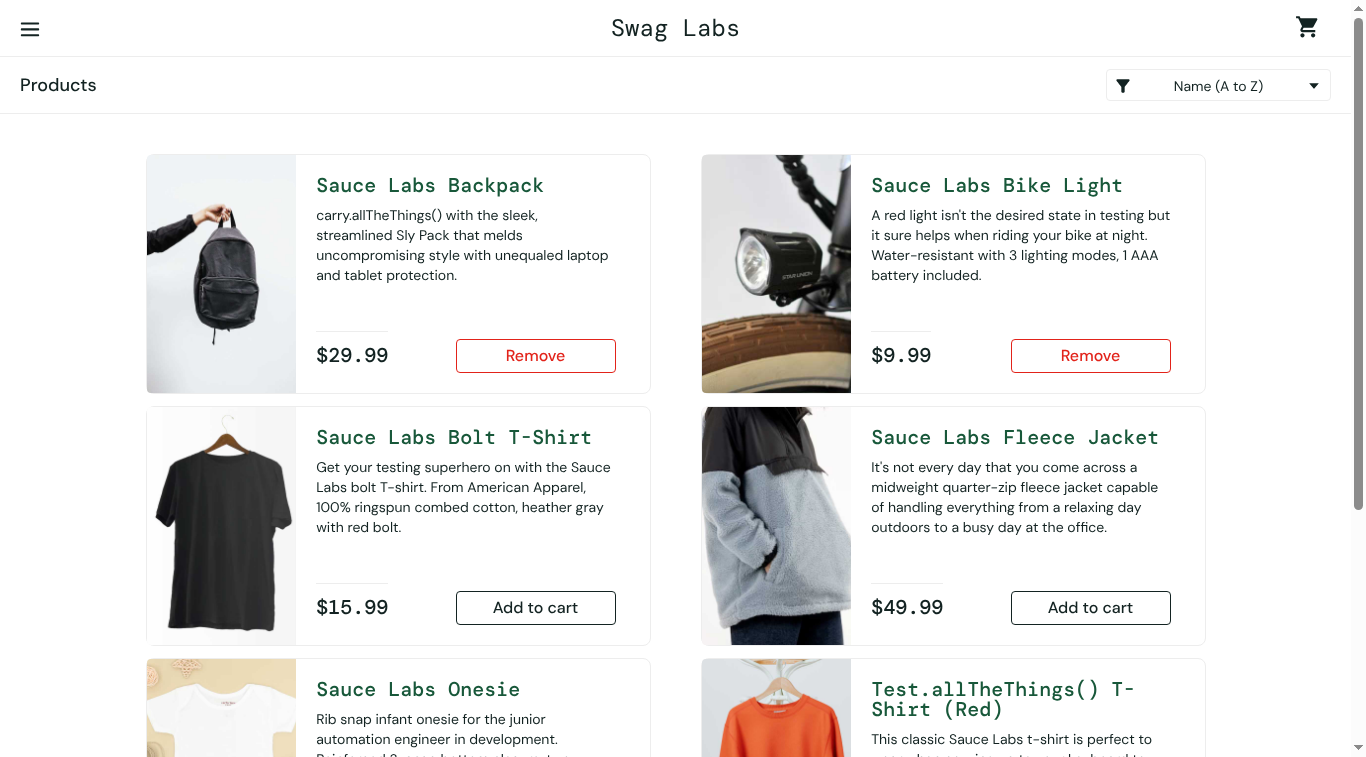 Swag Labs
Products
Name (A to Z)
Sauce Labs Backpack
carry.allTheThings() with the sleek,
streamlined Sly Pack that melds
uncompromising style with unequaled laptop
and tablet protection.
$29.99
Remove
Sauce Labs Bike Light
A red light isn't the desired state in testing but
it sure helps when riding your bike at night.
Water-resistant with 3 lighting modes, 1 AAA
battery included.
$9.99
Remove
STAR UNION
Sauce Labs Bolt T-Shirt
Get your testing superhero on with the Sauce
Labs bolt T-shirt. From American Apparel,
100% ringspun combed cotton, heather gray
with red bolt.
$15.99
Add to cart
Sauce Labs Fleece Jacket
It's not every day that you come across a
midweight quarter-zip fleece jacket capable
of handling everything from a relaxing day
outdoors to a busy day at the office.
$49.99
Add to cart
Sauce Labs Onesie
Rib snap infant onesie for the junior
automation engineer in development.
Test.allTheThings() T-
Shirt (Red)
This classic Sauce Labs t-shirt is perfect to